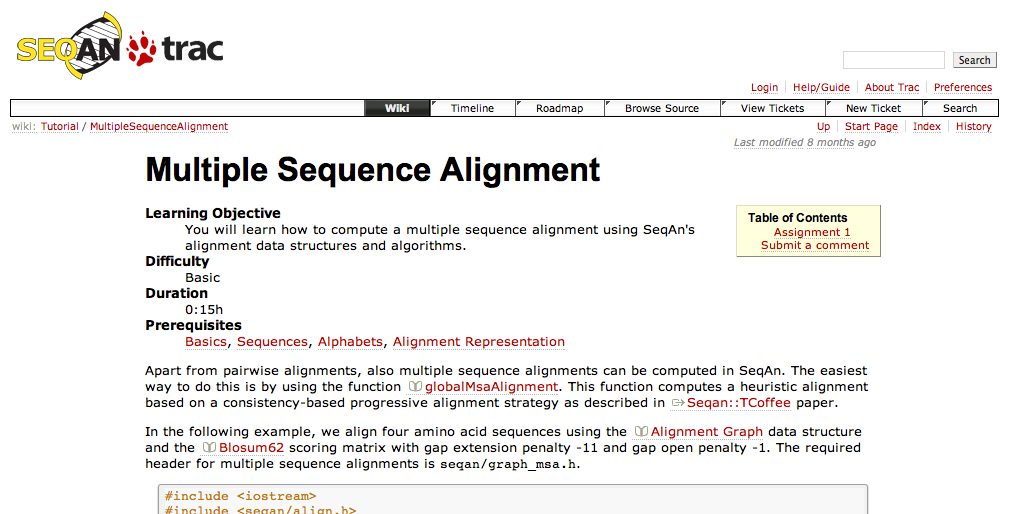 SEQAN trac
Search
Login Help/Guide About Trac Preferences
Wiki Timeline Roadmap Browse Source View Tickets New Ticket Search
wiki: Tutorial / MultipleSequenceAlignment
Up Start Page Index History
Last modified 8 months ago
Multiple Sequence Alignment
Table of Contents
Assignment 1
Submit a comment
Learning Objective
You will learn how to compute a multiple sequence alignment using SeqAn's
alignment data structures and algorithms.
Difficulty
Basic
Duration
0:15h
Prerequisites
Basics, Sequences, Alphabets, Alignment Representation
Apart from pairwise alignments, also multiple sequence alignments can be computed in SeqAn. The easiest
way to do this is by using the function globalMsaAlignment. This function computes a heuristic alignment
based on a consistency-based progressive alignment strategy as described in Seqan::TCoffee paper.
In the following example, we align four amino acid sequences using the Alignment Graph data structure
and the Blosum62 scoring matrix with gap extension penalty -11 and gap open penalty -1. The required
header for multiple sequence alignments is seqan/graph_msa.h.
#include <iostream>
#include <seqan/align.h>